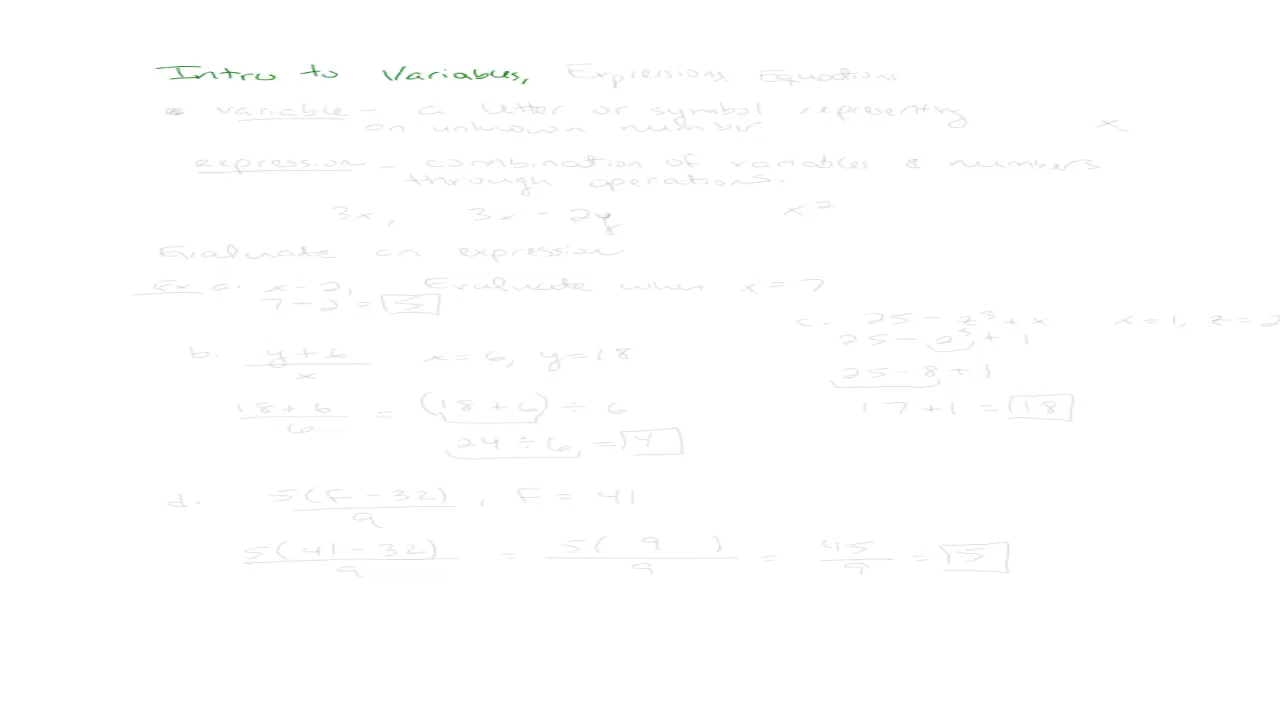 Intro to Variables, Expressions, Equations
variable - a letter or symbol representing
an unknown number x
expression - combination of variables & numbers
through operations.
3x, 3x - 2y x²
Evaluate an expression
Ex a. x - 2, Evaluate when x = 7
7 - 2 = 5
c. 25 - z³ + x x = 1, z = 2
25 - 2³ + 1
25 - 8 + 1
17 + 1 = 18
b. y + 6 / x x = 6, y = 18
18 + 6 / 6 = (18 + 6) ÷ 6
24 ÷ 6 = 4
d. 5(F - 32) / 9, F = 41
5(41 - 32) / 9 = 5( 9 ) / 9 = 45 / 9 = 5